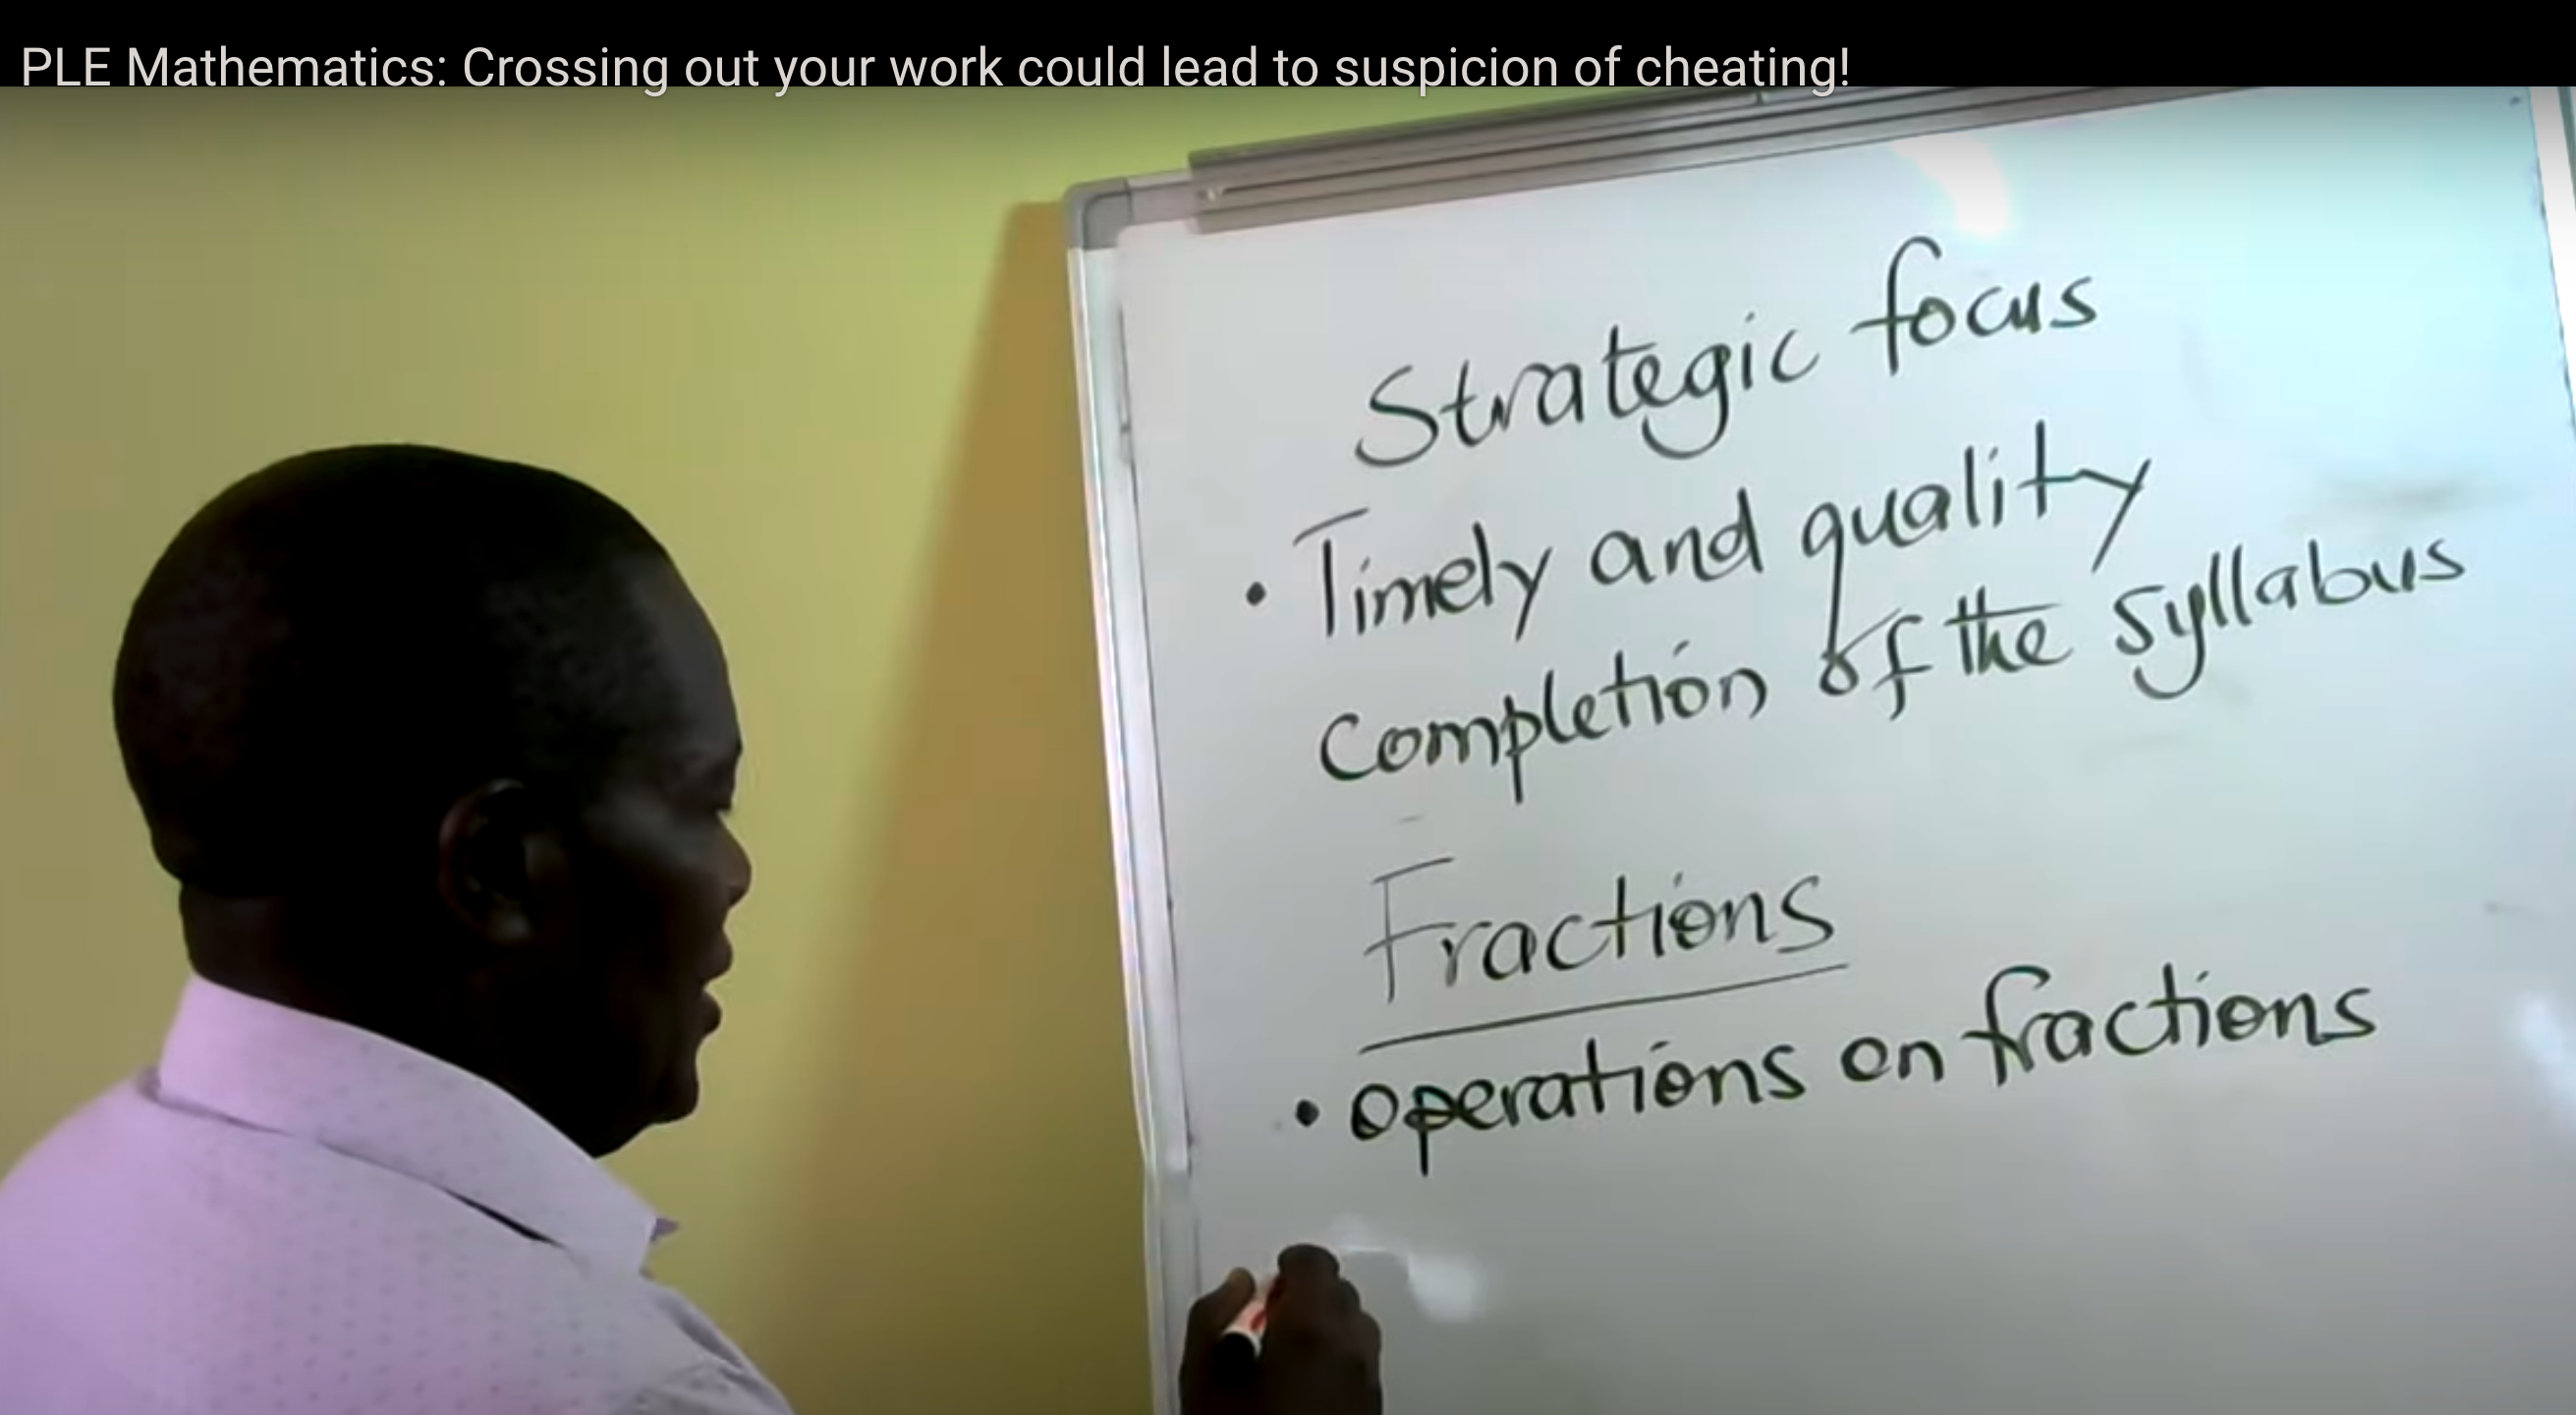 PLE Mathematics: Crossing out your work could lead to suspicion of cheating!
Strategic focus
• Timely and quality
completion of the syllabus
Fractions
• operations on fractions